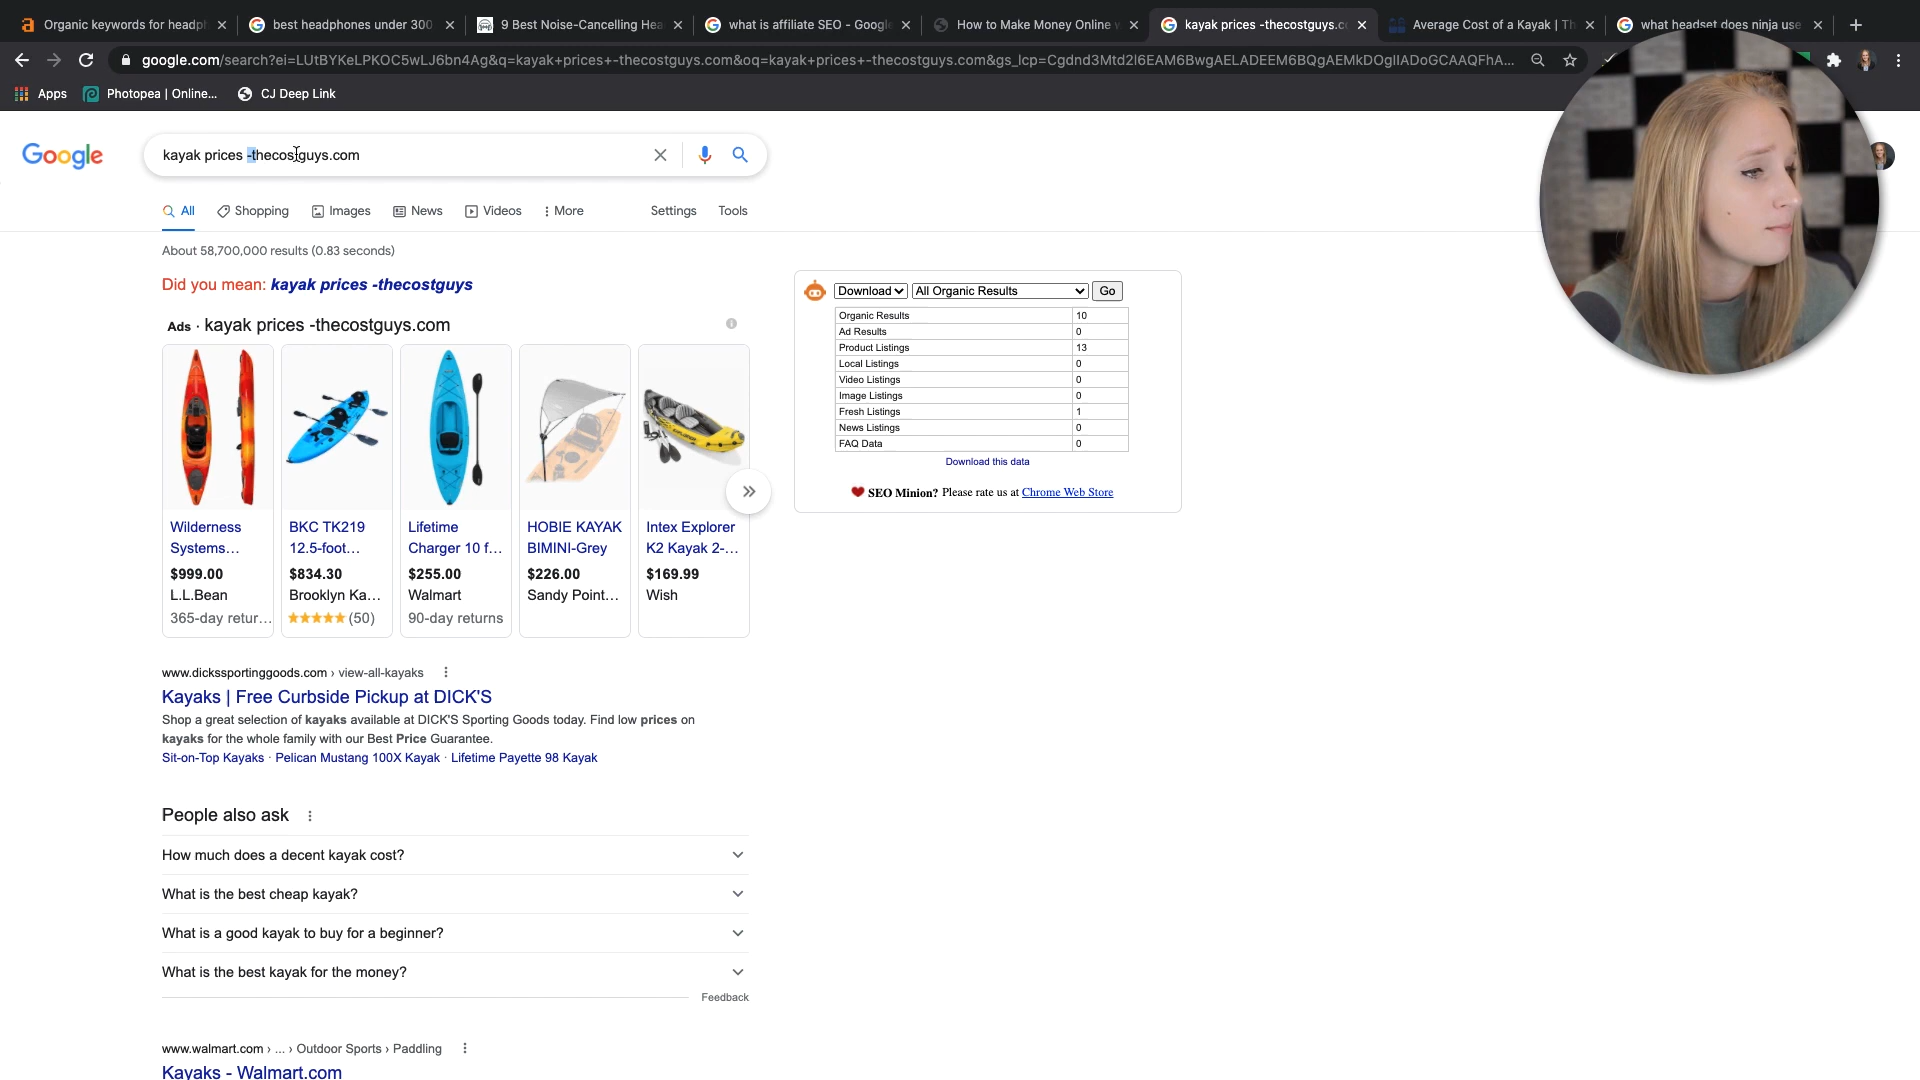 Organic keywords for headph
best headphones under 300
9 Best Noise-Cancelling Hea
what is affiliate SEO - Google
How to Make Money Online w
kayak prices -thecostguys.co
Average Cost of a Kayak | Th
what headset does ninja use
google.com/search?ei=LUtBYKeLPKOC5wLJ6bn4Ag&q=kayak+prices+-thecostguys.com&oq=kayak+prices+-thecostguys.com&gs_lcp=Cgdnd3Mtd2l6EAM6BwgAELADEEM6BQgAEMkDOgIIADoGCAAQFhA...
Apps
Photopea | Online...
CJ Deep Link
Google
kayak prices -thecostguys.com
All
Shopping
Images
News
Videos
More
Settings
Tools
About 58,700,000 results (0.83 seconds)
Did you mean: kayak prices -thecostguys
Ads · kayak prices -thecostguys.com
Wilderness
Systems...
$999.00
L.L.Bean
365-day retur...
BKC TK219
12.5-foot...
$834.30
Brooklyn Ka...
(50)
Lifetime
Charger 10 f...
$255.00
Walmart
90-day returns
HOBIE KAYAK
BIMINI-Grey
$226.00
Sandy Point...
Intex Explorer
K2 Kayak 2-...
$169.99
Wish
Download
All Organic Results
Go
Organic Results 10
Ad Results 0
Product Listings 13
Local Listings 0
Video Listings 0
Image Listings 0
Fresh Listings 1
News Listings 0
FAQ Data 0
Download this data
SEO Minion? Please rate us at Chrome Web Store
www.dickssportinggoods.com › view-all-kayaks
Kayaks | Free Curbside Pickup at DICK'S
Shop a great selection of kayaks available at DICK'S Sporting Goods today. Find low prices on
kayaks for the whole family with our Best Price Guarantee.
Sit-on-Top Kayaks · Pelican Mustang 100X Kayak · Lifetime Payette 98 Kayak
People also ask
How much does a decent kayak cost?
What is the best cheap kayak?
What is a good kayak to buy for a beginner?
What is the best kayak for the money?
Feedback
www.walmart.com › ... › Outdoor Sports › Paddling
Kayaks - Walmart.com